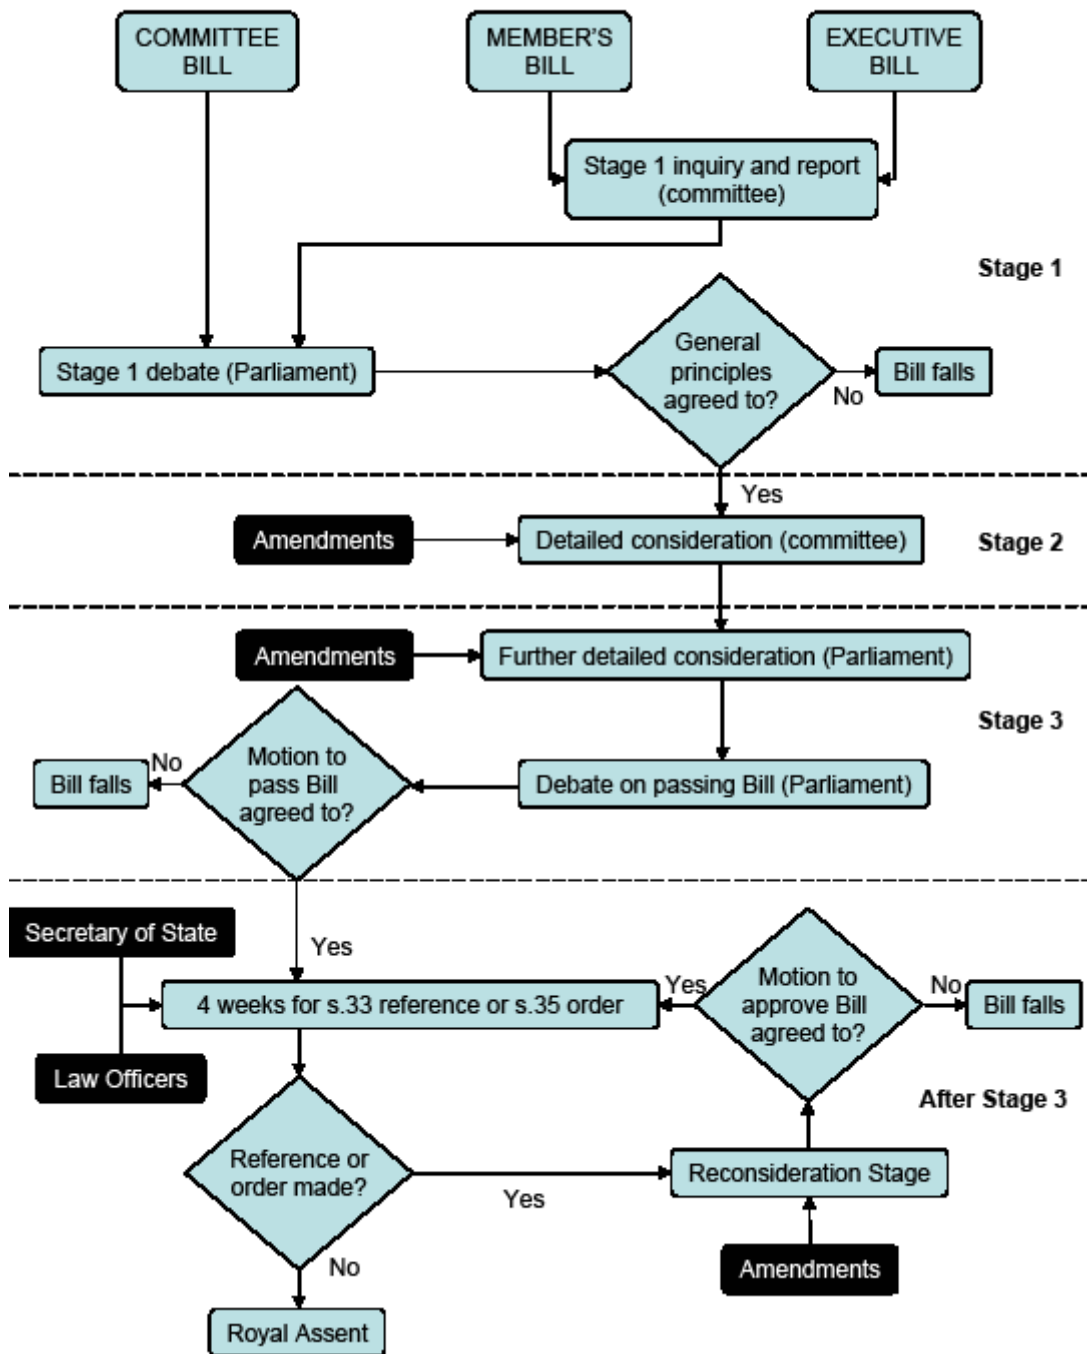 COMMITTEE
BILL
MEMBER'S
BILL
EXECUTIVE
BILL
Stage 1 inquiry and report
(committee)
Stage 1
Stage 1 debate (Parliament)
General
principles
agreed to?
No
Bill falls
Yes
Amendments
Detailed consideration (committee)
Stage 2
Amendments
Further detailed consideration (Parliament)
Stage 3
Bill falls
No
Motion to
pass Bill
agreed to?
Debate on passing Bill (Parliament)
Secretary of State
Yes
4 weeks for s.33 reference or s.35 order
Yes
Motion to
approve Bill
agreed to?
No
Bill falls
Law Officers
After Stage 3
Reference or
order made?
Yes
Reconsideration Stage
No
Amendments
Royal Assent